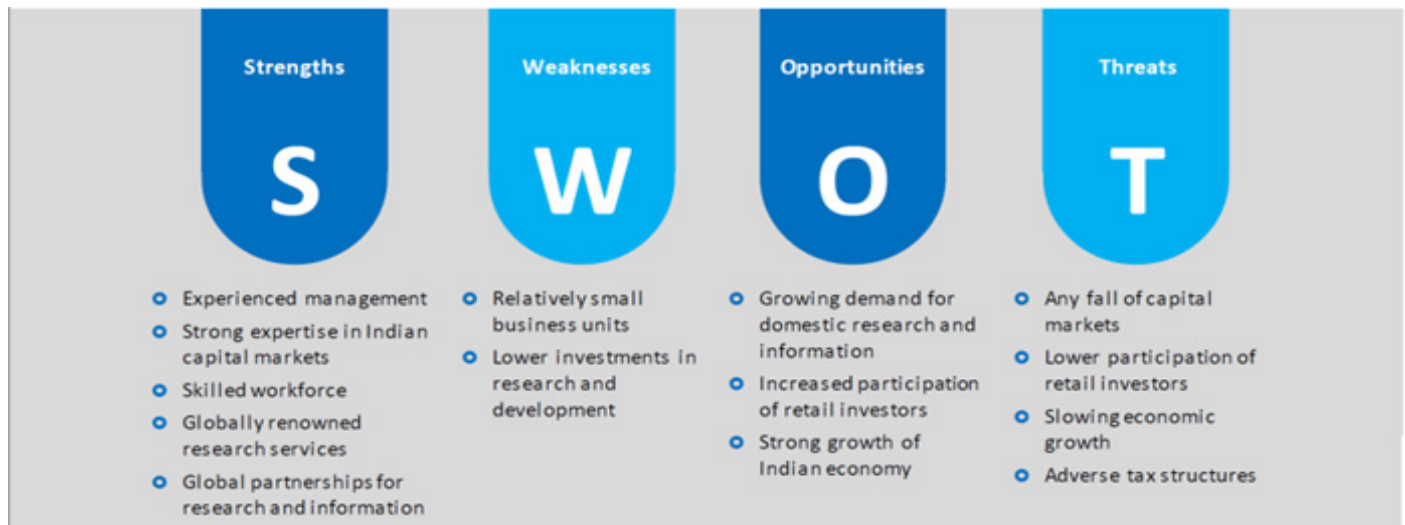 Strengths
S
Experienced management
Strong expertise in Indian
capital markets
Skilled workforce
Globally renowned
research services
Global partnerships for
research and information
Weaknesses
W
Relatively small
business units
Lower investments in
research and
development
Opportunities
O
Growing demand for
domestic research and
information
Increased participation
of retail investors
Strong growth of
Indian economy
Threats
T
Any fall of capital
markets
Lower participation of
retail investors
Slowing economic
growth
Adverse tax structures